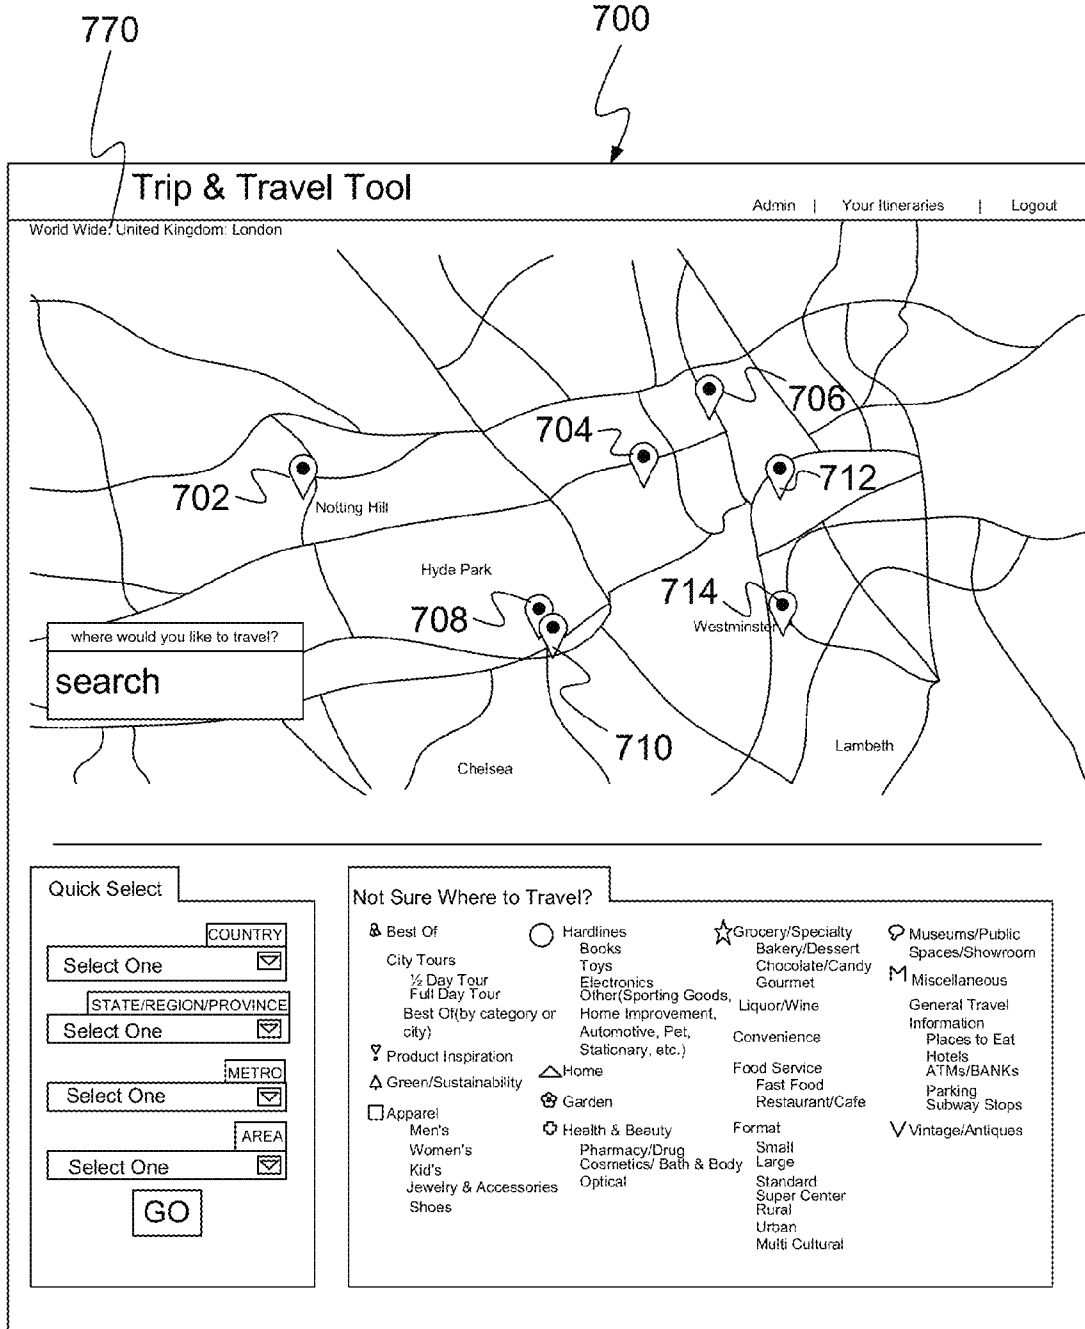 770
700
Trip & Travel Tool
Admin | Your Itineraries | Logout
World Wide: United Kingdom: London
706
704
702
712
Notting Hill
Hyde Park
714
708
Westminster
where would you like to travel?
search
710
Lambeth
Chelsea
Quick Select
COUNTRY
Select One
STATE/REGION/PROVINCE
Select One
METRO
Select One
AREA
Select One
GO
Not Sure Where to Travel?
Best Of
City Tours
½ Day Tour
Full Day Tour
Best Of(by category or
city)
Product Inspiration
Green/Sustainability
Apparel
Men's
Women's
Kid's
Jewelry & Accessories
Shoes
Hardlines
Books
Toys
Electronics
Other(Sporting Goods,
Home Improvement,
Automotive, Pet,
Stationary, etc.)
Home
Garden
Health & Beauty
Pharmacy/Drug
Cosmetics/ Bath & Body
Optical
Grocery/Specialty
Bakery/Dessert
Chocolate/Candy
Gourmet
Liquor/Wine
Convenience
Food Service
Fast Food
Restaurant/Cafe
Format
Small
Large
Standard
Super Center
Rural
Urban
Multi Cultural
Museums/Public
Spaces/Showroom
Miscellaneous
General Travel
Information
Places to Eat
Hotels
ATMs/BANKs
Parking
Subway Stops
Vintage/Antiques